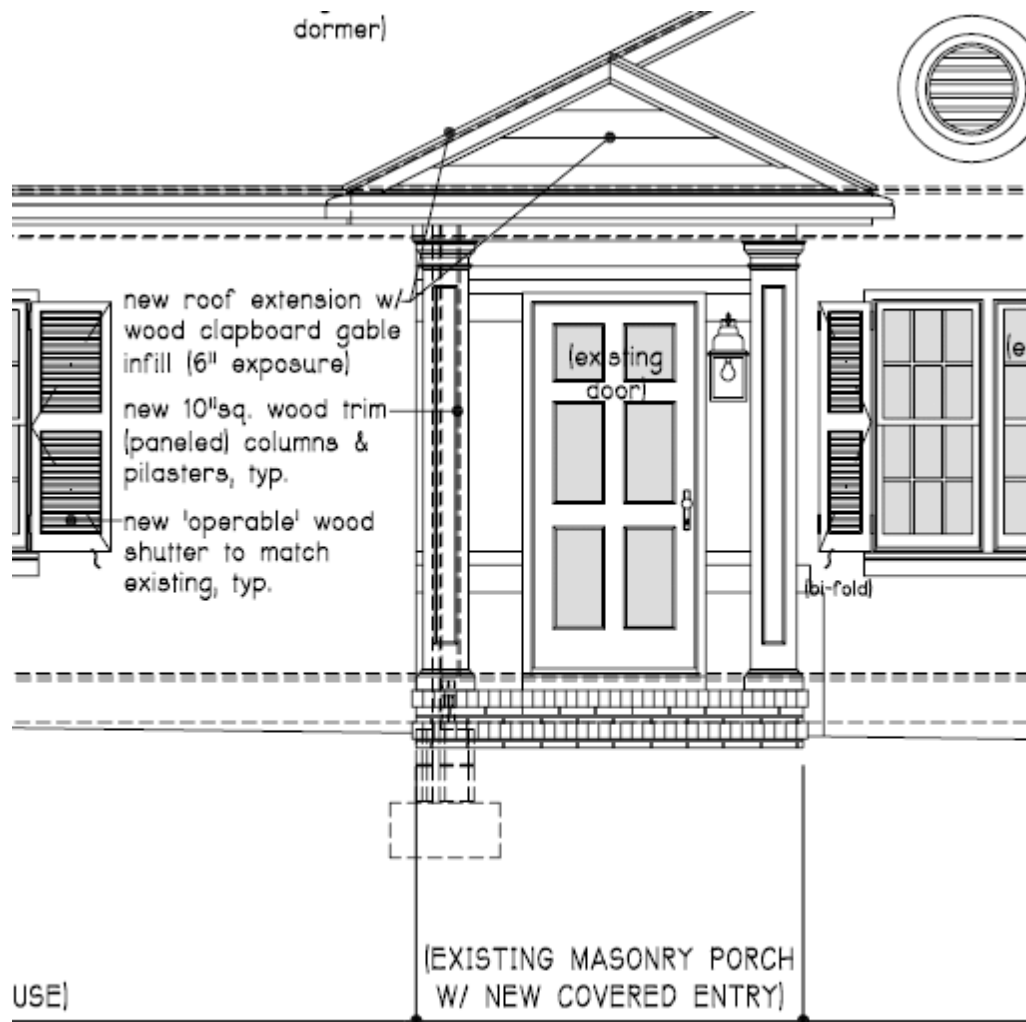 dormer)
new roof extension w/
wood clapboard gable
infill (6" exposure)
new 10"sq. wood trim
(paneled) columns &
pilasters, typ.
new 'operable' wood
shutter to match
existing, typ.
(existing
door)
(bi-fold)
(EXISTING MASONRY PORCH
W/ NEW COVERED ENTRY)
USE)